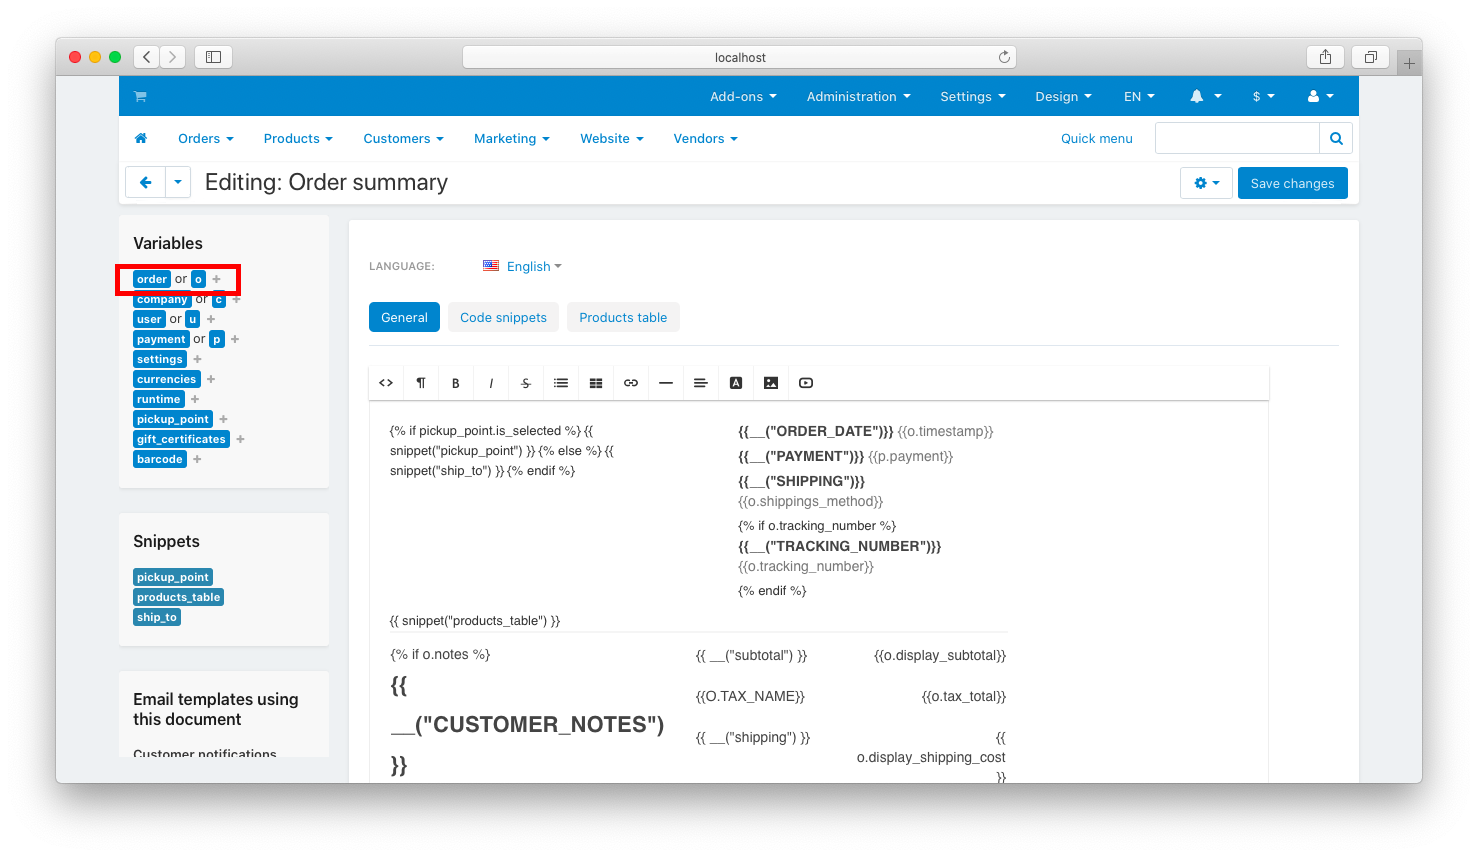 localhost
Add-ons Administration Settings Design EN $
Orders Products Customers Marketing Website Vendors Quick menu
Editing: Order summary Save changes
Variables
order or o +
company or c +
user or u +
payment or p +
settings +
currencies +
runtime +
pickup_point +
gift_certificates +
barcode +
Snippets
pickup_point
products_table
ship_to
Email templates using
this document
Customer notifications
LANGUAGE: English
General Code snippets Products table
{% if pickup_point.is_selected %} {{
snippet("pickup_point") }} {% else %} {{
snippet("ship_to") }} {% endif %}
{{__("ORDER_DATE")}} {{o.timestamp}}
{{__("PAYMENT")}} {{p.payment}}
{{__("SHIPPING")}}
{{o.shippings_method}}
{% if o.tracking_number %}
{{__("TRACKING_NUMBER")}}
{{o.tracking_number}}
{% endif %}
{{ snippet("products_table") }}
{% if o.notes %}
{{
__("CUSTOMER_NOTES")
}}
{{ __("subtotal") }} {{o.display_subtotal}}
{{O.TAX_NAME}} {{o.tax_total}}
{{ __("shipping") }} {{
o.display_shipping_cost
}}